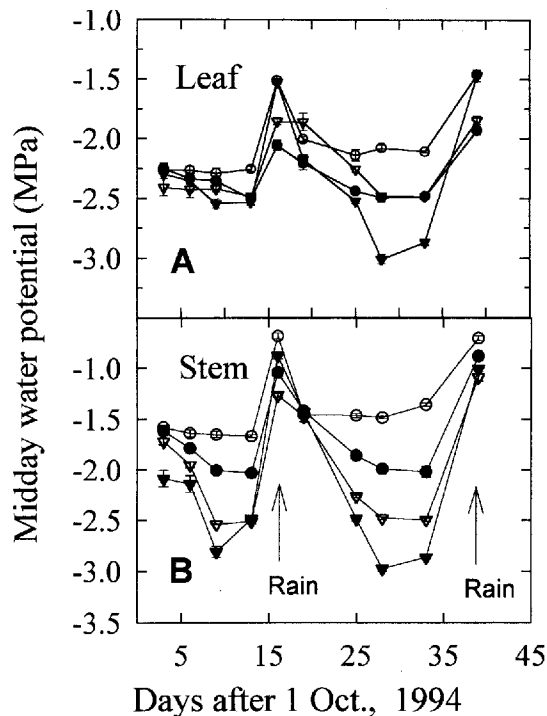 -1.0
Leaf
-1.5
-2.0
-2.5
-3.0
A
Midday water potential (MPa)
Stem
-1.0
-1.5
-2.0
-2.5
-3.0
-3.5
B
Rain
Rain
5 15 25 35 45
Days after 1 Oct., 1994